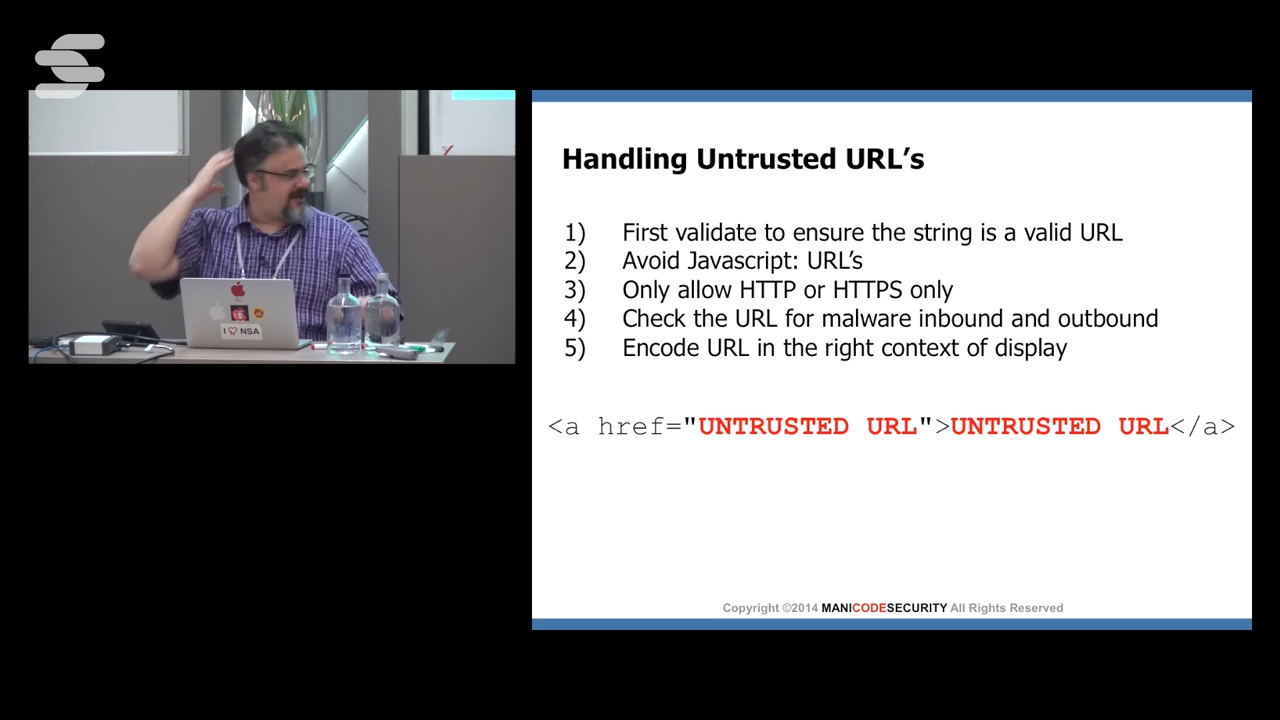 I ♡ NSA
Handling Untrusted URL’s
1) First validate to ensure the string is a valid URL
2) Avoid Javascript: URL’s
3) Only allow HTTP or HTTPS only
4) Check the URL for malware inbound and outbound
5) Encode URL in the right context of display
<a href="UNTRUSTED URL">UNTRUSTED URL</a>
Copyright ©2014 MANICODESECURITY All Rights Reserved